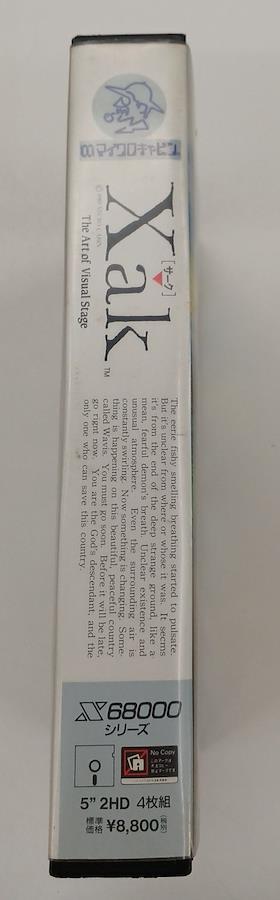 マイクロキャビン
Xak
[サーク]
TM
The Art of Visual Stage
The eerie fishy smelling breathing started to pulsate.
But it's unclear from where or whose it was. It seems
it's from the end of the deep strange ground, like a
mean, fearful demon's breath. Unclear existence and
unusual atmosphere. Even the surrounding air is
constantly swirling. Now something is changing. Some-
thing is happening on this beautiful, peaceful country
called Wavis. You must go soon. Before it will be late,
go right now. You are the God's descendant, and the
only one who can save this country.
X68000
シリーズ
No Copy
5" 2HD 4枚組
標準
価格 ¥8,800 (税別)